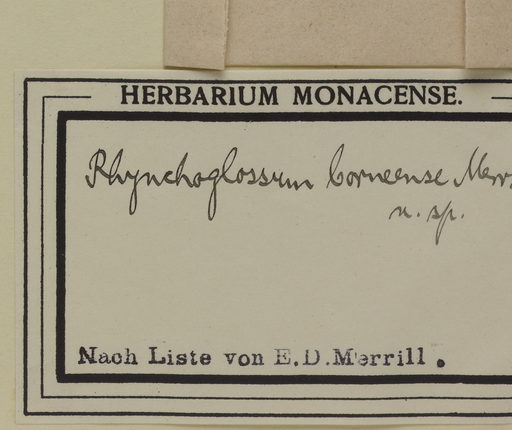 HERBARIUM MONACENSE.
Rhynchoglossum borneense Merr.
n. sp.
Nach Liste von E.D.Merrill.